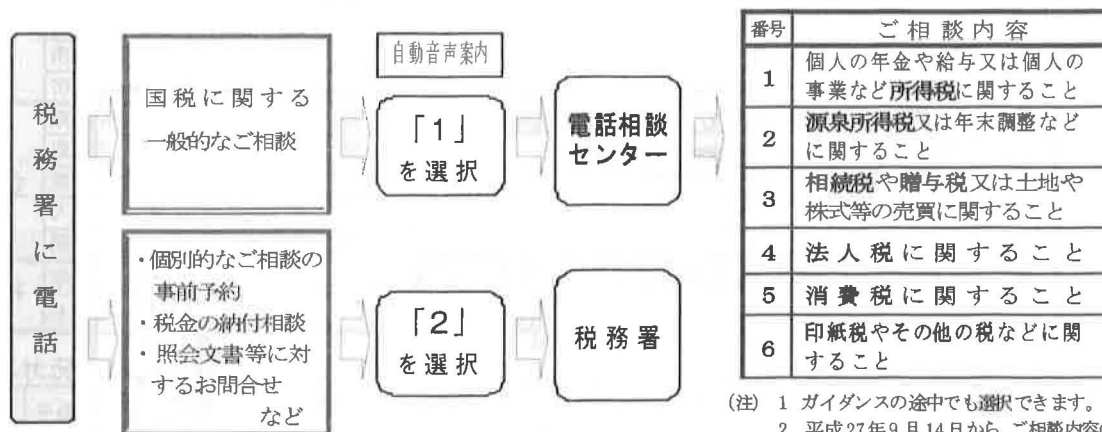 税務署に電話
国税に関する
一般的なご相談
自動音声案内
「1」
を選択
電話相談
センター
・個別的なご相談の
事前予約
・税金の納付相談
・照会文書等に対
するお問合せ
など
「2」
を選択
税務署
番号 ご相談内容
1 個人の年金や給与又は個人の
事業など所得税に関すること
2 源泉所得税又は年末調整など
に関すること
3 相続税や贈与税又は土地や
株式等の売買に関すること
4 法人税に関すること
5 消費税に関すること
6 印紙税やその他の税などに関
すること
(注) 1 ガイダンスの途中でも選択できます。
2 平成27年9月14日から、ご相談内容の